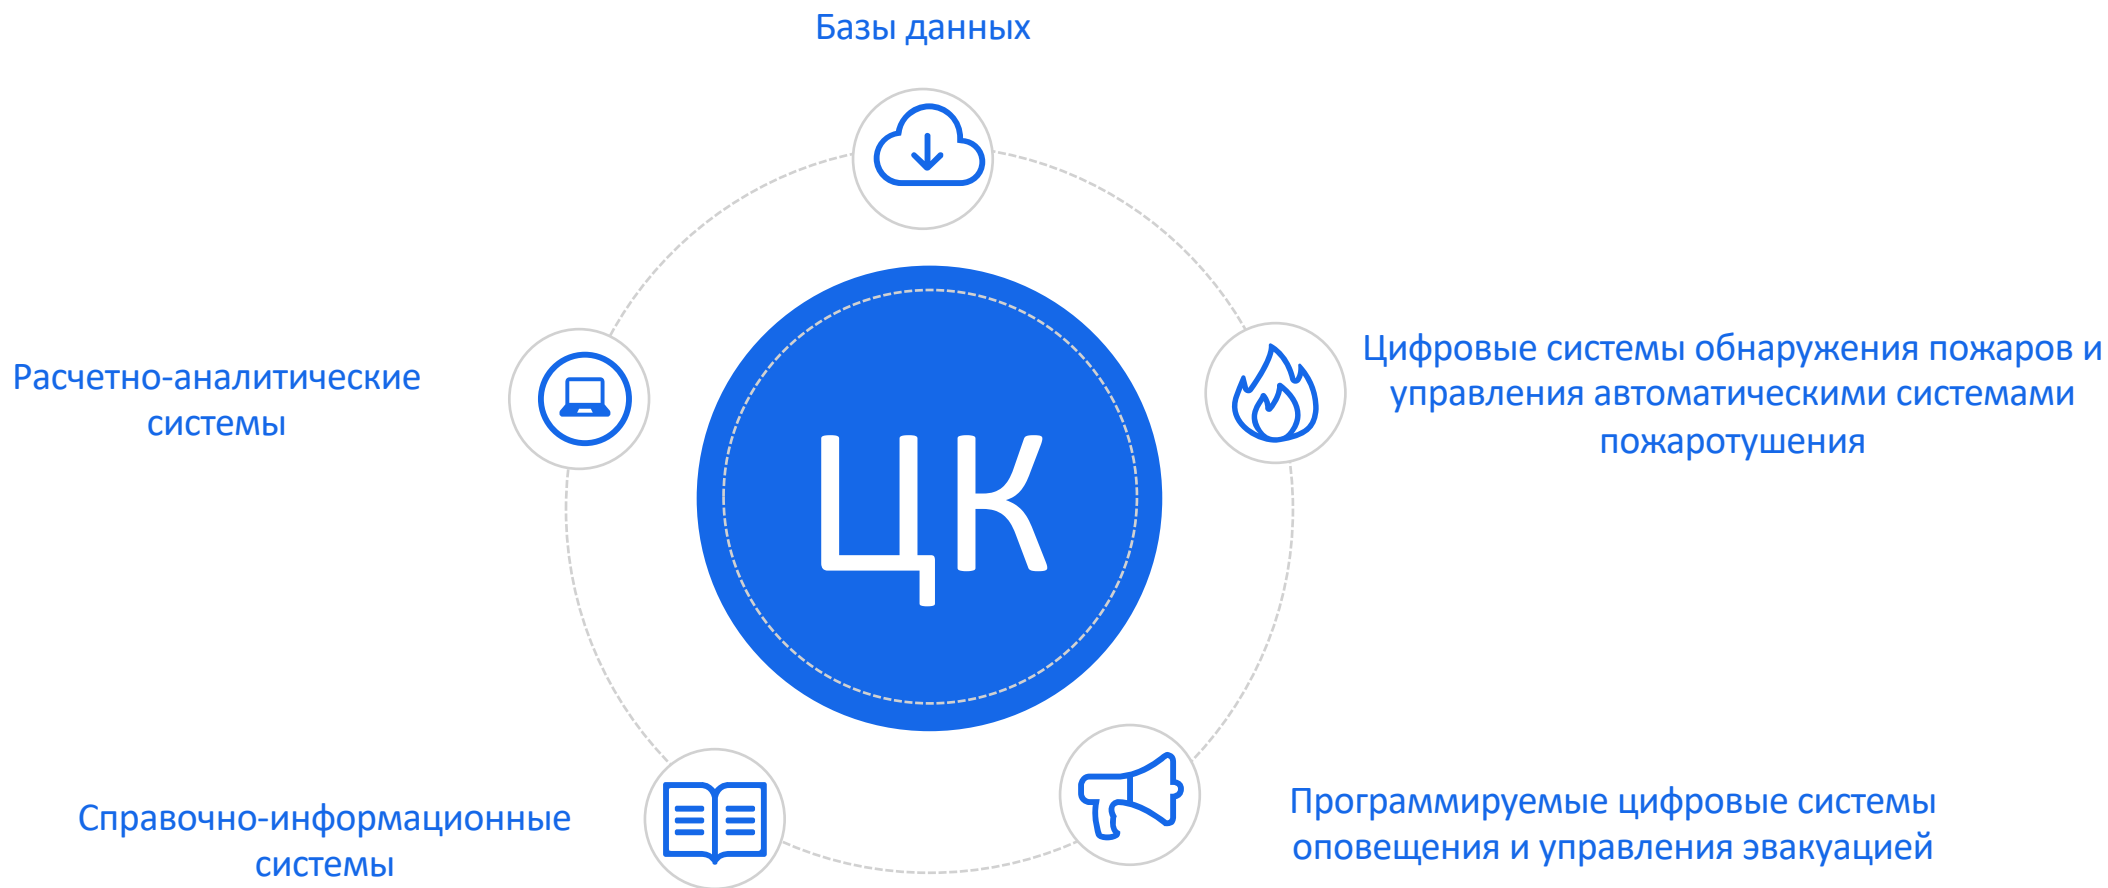 Базы данных
Цифровые системы обнаружения пожаров и
управления автоматическими системами
пожаротушения
Расчетно-аналитические
системы
ЦК
Программируемые цифровые системы
оповещения и управления эвакуацией
Справочно-информационные
системы